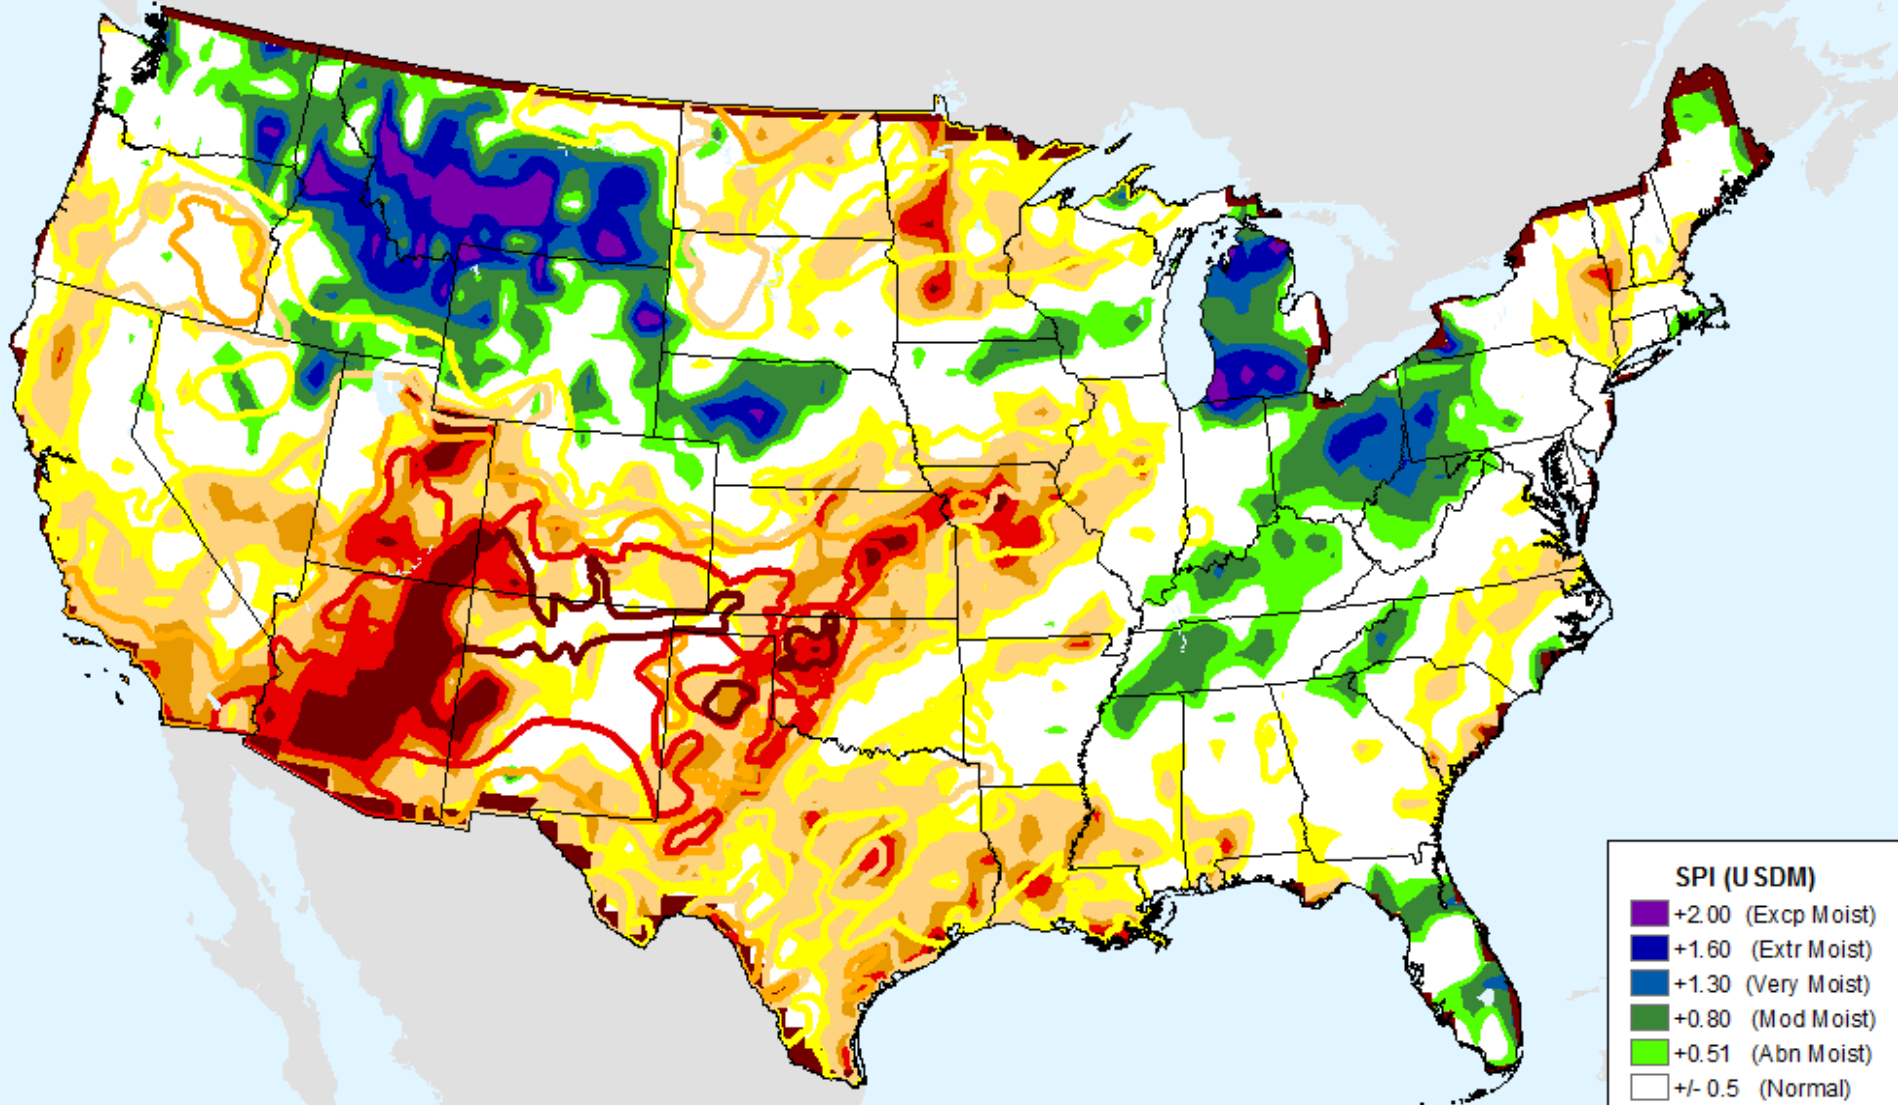 SPI (USDM)
+2.00 (Excp Moist)
+1.60 (Extr Moist)
+1.30 (Very Moist)
+0.80 (Mod Moist)
+0.51 (Abn Moist)
+/- 0.5 (Normal)